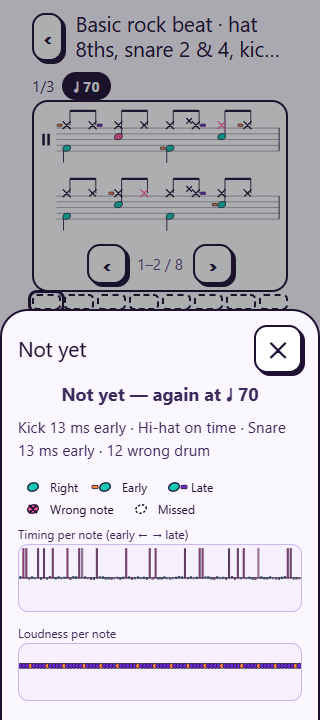 Basic rock beat · hat
8ths, snare 2 & 4, kic...
1/3 ♩ 70
1–2 / 8
Not yet
Not yet — again at ♩ 70
Kick 13 ms early · Hi-hat on time · Snare
13 ms early · 12 wrong drum
Right Early Late
Wrong note Missed
Timing per note (early ← → late)
Loudness per note